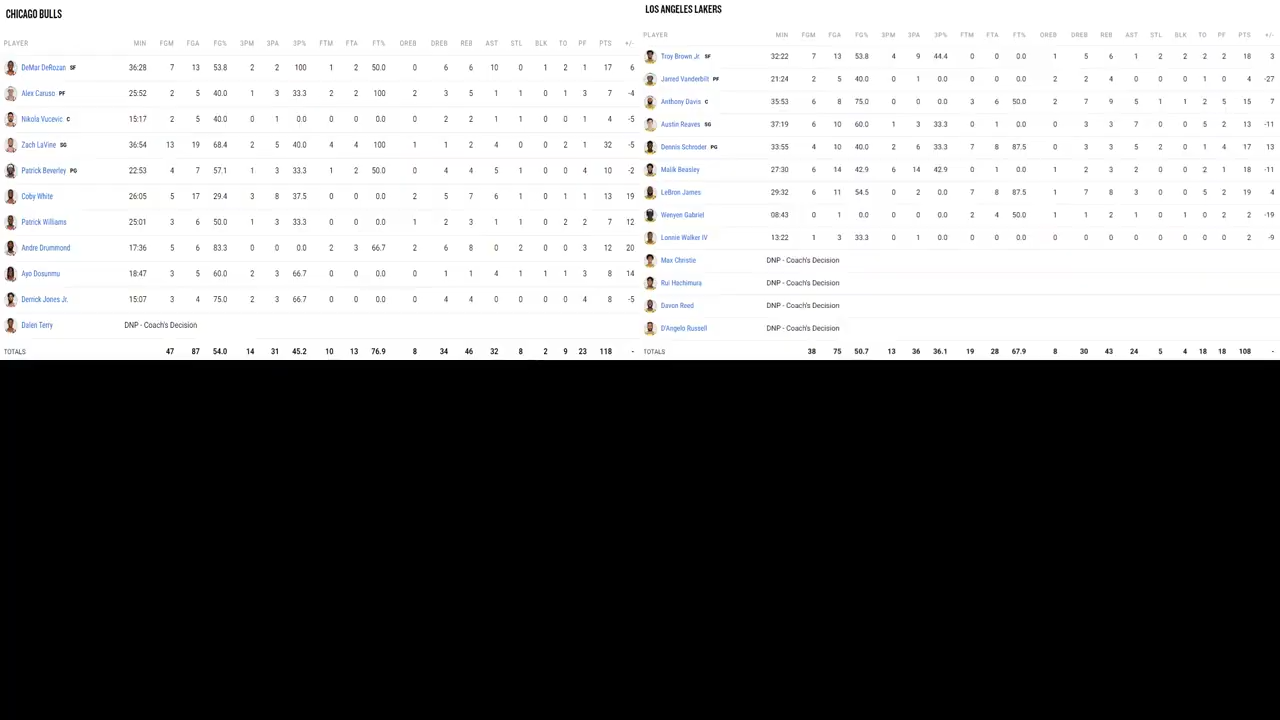 CHICAGO BULLS
PLAYER MIN FGM FGA FG% 3PM 3PA 3P% FTM FTA FT% OREB DREB REB AST STL BLK TO PF PTS +/-
DeMar DeRozan SF 36:28 7 13 53.8 2 2 100 1 2 50.0 0 6 6 10 0 1 2 1 17 6
Alex Caruso PF 25:52 2 5 40.0 1 3 33.3 2 2 100 2 3 5 1 1 0 1 3 7 -4
Nikola Vucevic C 15:17 2 5 40.0 0 1 0.0 0 0 0.0 0 2 2 1 1 0 0 1 4 -5
Zach LaVine SG 36:54 13 19 68.4 2 5 40.0 4 4 100 1 1 2 4 0 0 2 1 32 -5
Patrick Beverley PG 22:53 4 7 57.1 1 3 33.3 1 2 50.0 0 4 4 5 1 0 0 4 10 -2
Coby White 26:05 5 17 29.4 3 8 37.5 0 0 0.0 2 5 7 6 1 0 1 1 13 19
Patrick Williams 25:01 3 6 50.0 1 3 33.3 0 0 0.0 1 2 3 1 0 2 2 7 12
Andre Drummond 17:36 5 6 83.3 0 0 0.0 2 3 66.7 2 6 8 0 2 0 0 3 12 20
Ayo Dosunmu 18:47 3 5 60.0 2 3 66.7 0 0 0.0 0 1 1 4 1 1 1 3 8 14
Derrick Jones Jr. 15:07 3 4 75.0 2 3 66.7 0 0 0.0 0 4 4 0 0 0 0 4 8 -5
Dalen Terry DNP - Coach's Decision
TOTALS 47 87 54.0 14 31 45.2 10 13 76.9 8 34 46 32 8 2 9 23 118 -
LOS ANGELES LAKERS
PLAYER MIN FGM FGA FG% 3PM 3PA 3P% FTM FTA FT% OREB DREB REB AST STL BLK TO PF PTS +/-
Troy Brown Jr. SF 32:22 7 13 53.8 4 9 44.4 0 0 0.0 1 5 6 1 2 2 2 2 18 3
Jarred Vanderbilt PF 21:24 2 5 40.0 0 1 0.0 0 0 0.0 2 2 4 0 0 0 1 0 4 -27
Anthony Davis C 35:53 6 8 75.0 0 0 0.0 3 6 50.0 2 7 9 5 1 1 2 5 15 7
Austin Reaves SG 37:19 6 10 60.0 1 3 33.3 0 1 0.0 0 3 3 7 0 0 5 2 13 -11
Dennis Schroder PG 33:55 4 10 40.0 2 6 33.3 7 8 87.5 0 3 3 5 2 0 1 4 17 13
Malik Beasley 27:30 6 14 42.9 6 14 42.9 0 1 0.0 1 2 3 2 0 0 2 1 18 -11
LeBron James 29:32 6 11 54.5 0 2 0.0 7 8 87.5 1 7 8 3 0 0 5 2 19 4
Wenyen Gabriel 08:43 0 1 0.0 0 0 0.0 2 4 50.0 1 1 2 1 0 1 0 2 2 -19
Lonnie Walker IV 13:22 1 3 33.3 0 1 0.0 0 0 0.0 0 0 0 0 0 0 0 0 2 -9
Max Christie DNP - Coach's Decision
Rui Hachimura DNP - Coach's Decision
Davon Reed DNP - Coach's Decision
D'Angelo Russell DNP - Coach's Decision
TOTALS 38 75 50.7 13 36 36.1 19 28 67.9 8 30 43 24 5 4 18 18 108 -